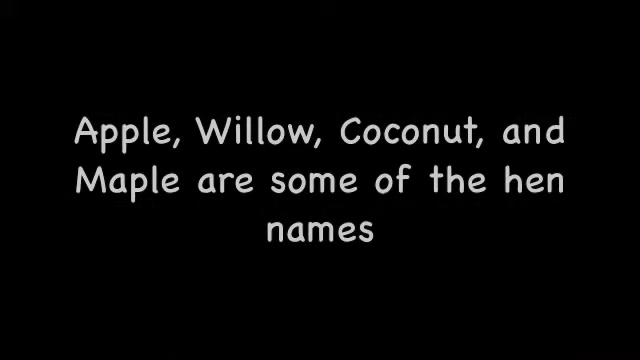 Apple, Willow, Coconut, and
Maple are some of the hen
names